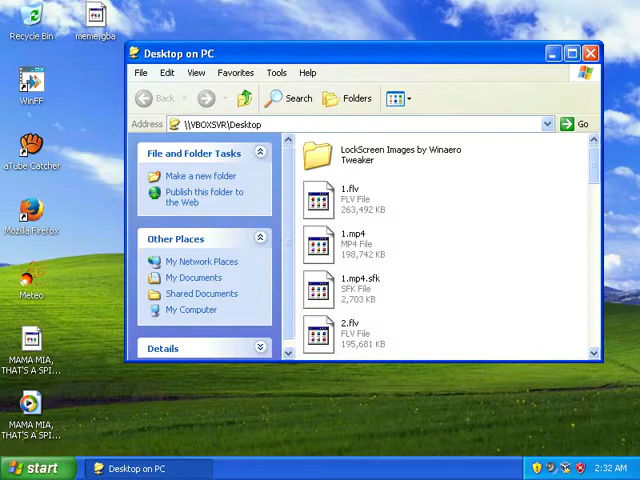 Recycle Bin
meme.gba
WinFF
aTube Catcher
Mozilla Firefox
Meteo
MAMA MIA,
THAT'S A SPI...
MAMA MIA,
THAT'S A SPI...
Desktop on PC
File Edit View Favorites Tools Help
Back Search Folders
Address \\VBOXSVR\Desktop Go
File and Folder Tasks
Make a new folder
Publish this folder to
the Web
Other Places
My Network Places
My Documents
Shared Documents
My Computer
Details
LockScreen Images by Winaero
Tweaker
1.flv
FLV File
263,492 KB
1.mp4
MP4 File
198,742 KB
1.mp4.sfk
SFK File
2,703 KB
2.flv
FLV File
195,681 KB
start Desktop on PC 2:32 AM